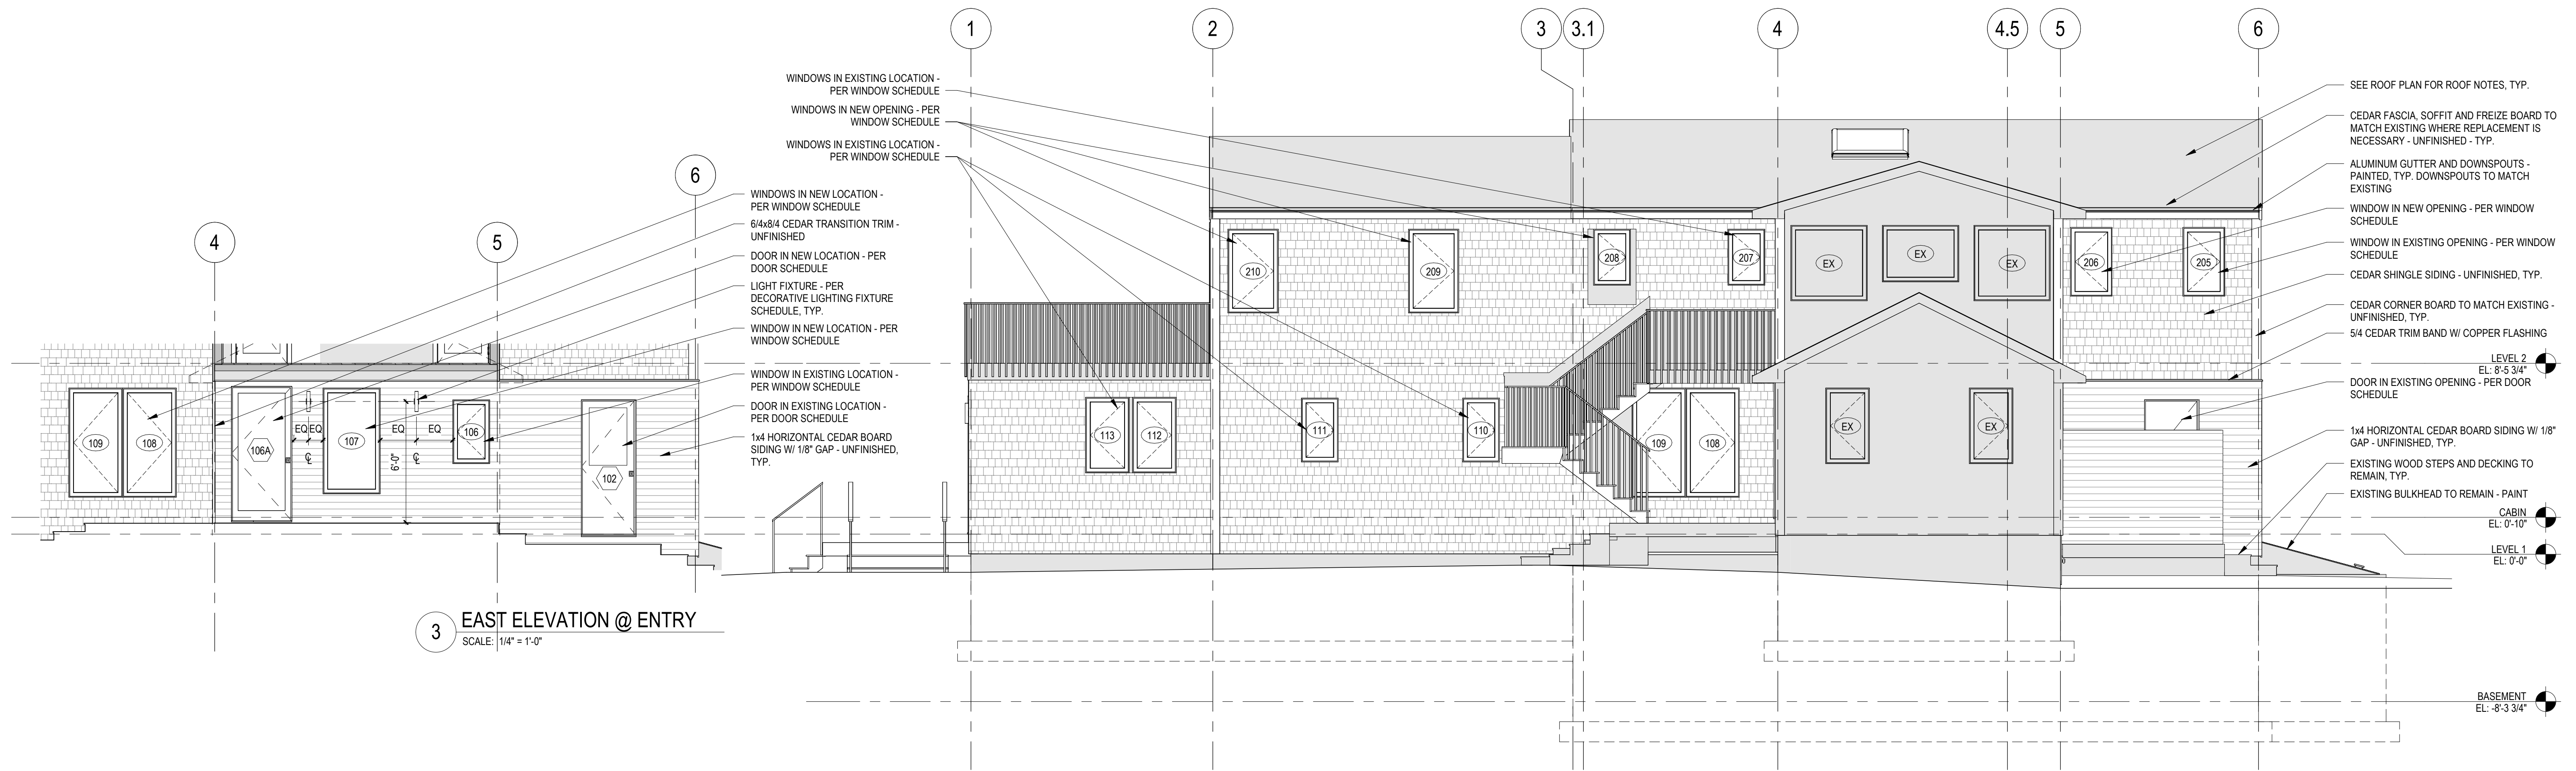 1
2
3
3.1
4
4.5
5
6
WINDOWS IN EXISTING LOCATION -
PER WINDOW SCHEDULE
WINDOWS IN NEW OPENING - PER
WINDOW SCHEDULE
WINDOWS IN EXISTING LOCATION -
PER WINDOW SCHEDULE
4
5
6
WINDOWS IN NEW LOCATION -
PER WINDOW SCHEDULE
6/4x8/4 CEDAR TRANSITION TRIM -
UNFINISHED
DOOR IN NEW LOCATION - PER
DOOR SCHEDULE
LIGHT FIXTURE - PER
DECORATIVE LIGHTING FIXTURE
SCHEDULE, TYP.
WINDOW IN NEW LOCATION - PER
WINDOW SCHEDULE
WINDOW IN EXISTING LOCATION -
PER WINDOW SCHEDULE
DOOR IN EXISTING LOCATION -
PER DOOR SCHEDULE
1x4 HORIZONTAL CEDAR BOARD
SIDING W/ 1/8" GAP - UNFINISHED,
TYP.
109
108
106A
EQ
EQ
107
EQ
EQ
106
CL
CL
6'-0"
102
3
EAST ELEVATION @ ENTRY
SCALE: 1/4" = 1'-0"
210
209
208
207
EX
EX
EX
206
205
113
112
111
110
109
108
EX
EX
SEE ROOF PLAN FOR ROOF NOTES, TYP.
CEDAR FASCIA, SOFFIT AND FREIZE BOARD TO
MATCH EXISTING WHERE REPLACEMENT IS
NECESSARY - UNFINISHED - TYP.
ALUMINUM GUTTER AND DOWNSPOUTS -
PAINTED, TYP. DOWNSPOUTS TO MATCH
EXISTING
WINDOW IN NEW OPENING - PER WINDOW
SCHEDULE
WINDOW IN EXISTING OPENING - PER WINDOW
SCHEDULE
CEDAR SHINGLE SIDING - UNFINISHED, TYP.
CEDAR CORNER BOARD TO MATCH EXISTING -
UNFINISHED, TYP.
5/4 CEDAR TRIM BAND W/ COPPER FLASHING
LEVEL 2
EL: 8'-5 3/4"
DOOR IN EXISTING OPENING - PER DOOR
SCHEDULE
1x4 HORIZONTAL CEDAR BOARD SIDING W/ 1/8"
GAP - UNFINISHED, TYP.
EXISTING WOOD STEPS AND DECKING TO
REMAIN, TYP.
EXISTING BULKHEAD TO REMAIN - PAINT
CABIN
EL: 0'-10"
LEVEL 1
EL: 0'-0"
BASEMENT
EL: -8'-3 3/4"